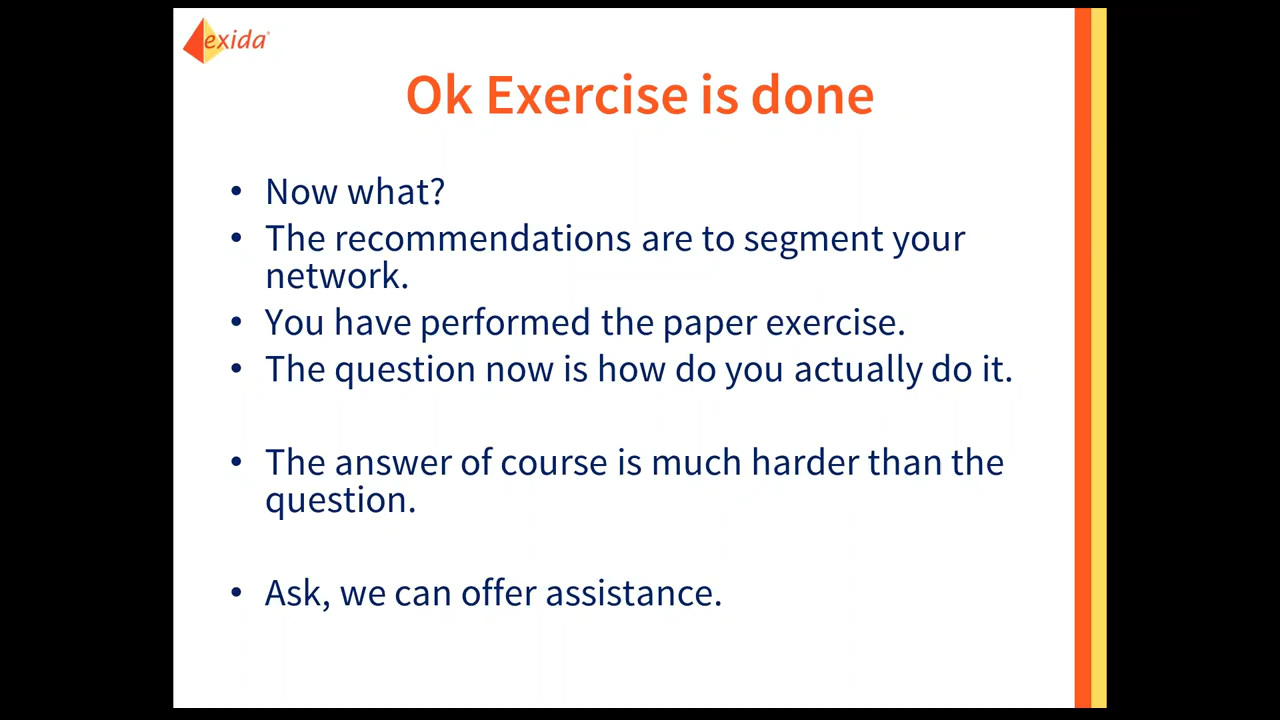 exida
Ok Exercise is done
• Now what?
• The recommendations are to segment your
network.
• You have performed the paper exercise.
• The question now is how do you actually do it.
• The answer of course is much harder than the
question.
• Ask, we can offer assistance.